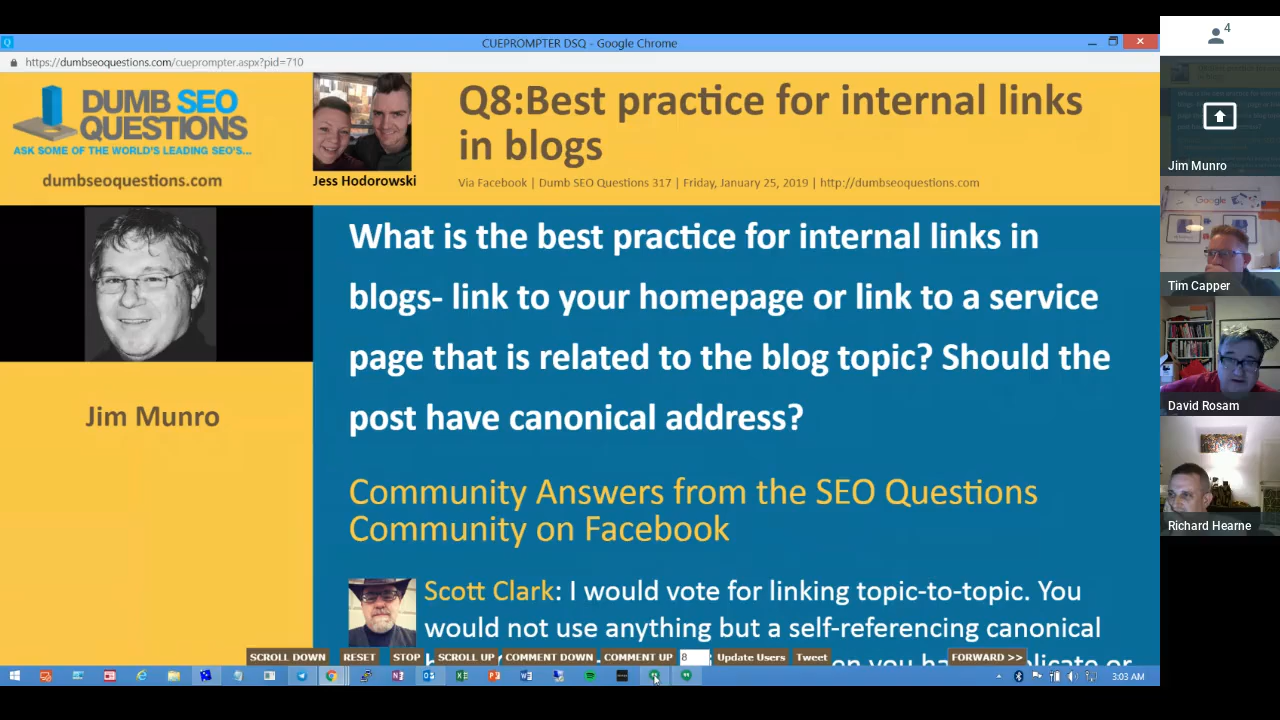 CUEPROMPTER DSQ - Google Chrome
https://dumbseoquestions.com/cueprompter.aspx?pid=710
DUMB SEO
QUESTIONS
ASK SOME OF THE WORLD'S LEADING SEO'S...
dumbseoquestions.com
Jess Hodorowski
Q8:Best practice for internal links
in blogs
Via Facebook | Dumb SEO Questions 317 | Friday, January 25, 2019 | http://dumbseoquestions.com
Jim Munro
What is the best practice for internal links in
blogs- link to your homepage or link to a service
page that is related to the blog topic? Should the
post have canonical address?
Community Answers from the SEO Questions
Community on Facebook
Scott Clark: I would vote for linking topic-to-topic. You
would not use anything but a self-referencing canonical
SCROLL DOWN RESET STOP SCROLL UP COMMENT DOWN COMMENT UP 8 Update Users Tweet FORWARD >>
3:03 AM
4
Jim Munro
Google
Tim Capper
David Rosam
Richard Hearne